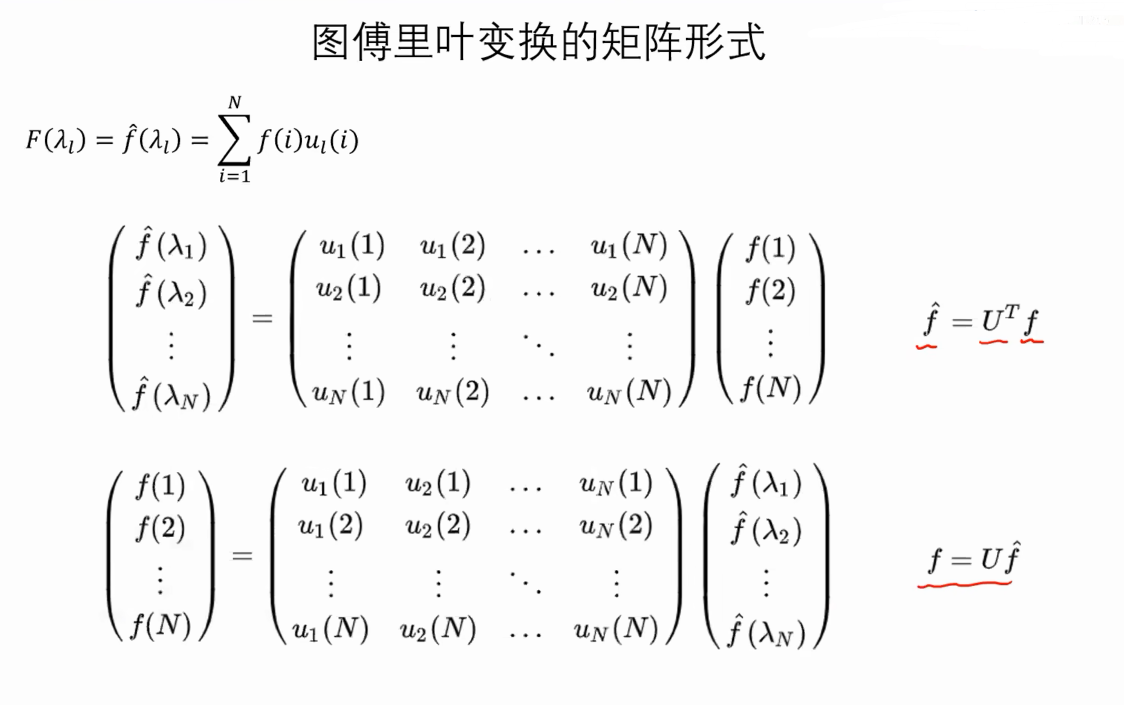 图傅里叶变换的矩阵形式
$F(\lambda_l) = \hat{f}(\lambda_l) = \sum_{i=1}^{N} f(i)u_l(i)$
$\begin{pmatrix} \hat{f}(\lambda_1) \\ \hat{f}(\lambda_2) \\ \vdots \\ \hat{f}(\lambda_N) \end{pmatrix} = \begin{pmatrix} u_1(1) & u_1(2) & \dots & u_1(N) \\ u_2(1) & u_2(2) & \dots & u_2(N) \\ \vdots & \vdots & \ddots & \vdots \\ u_N(1) & u_N(2) & \dots & u_N(N) \end{pmatrix} \begin{pmatrix} f(1) \\ f(2) \\ \vdots \\ f(N) \end{pmatrix}$ $\hat{f} = U^T f$
$\begin{pmatrix} f(1) \\ f(2) \\ \vdots \\ f(N) \end{pmatrix} = \begin{pmatrix} u_1(1) & u_2(1) & \dots & u_N(1) \\ u_1(2) & u_2(2) & \dots & u_N(2) \\ \vdots & \vdots & \ddots & \vdots \\ u_1(N) & u_2(N) & \dots & u_N(N) \end{pmatrix} \begin{pmatrix} \hat{f}(\lambda_1) \\ \hat{f}(\lambda_2) \\ \vdots \\ \hat{f}(\lambda_N) \end{pmatrix}$ $f = U\hat{f}$